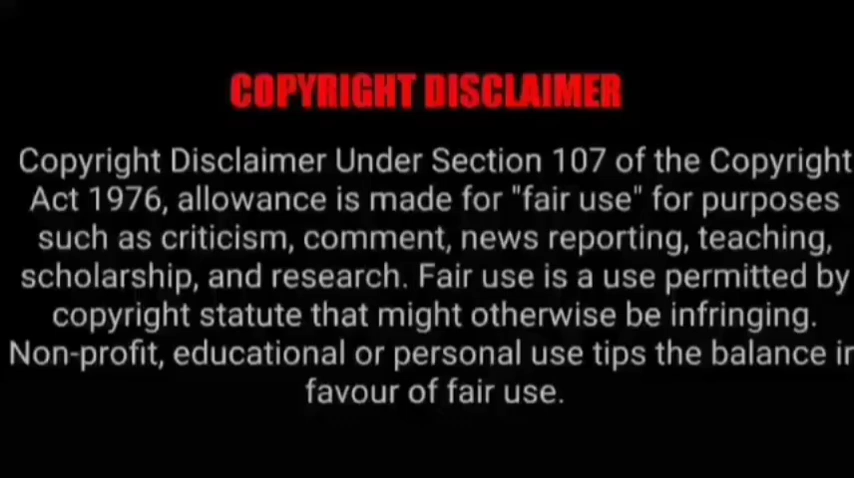 COPYRIGHT DISCLAIMER
Copyright Disclaimer Under Section 107 of the Copyright
Act 1976, allowance is made for "fair use" for purposes
such as criticism, comment, news reporting, teaching,
scholarship, and research. Fair use is a use permitted by
copyright statute that might otherwise be infringing.
Non-profit, educational or personal use tips the balance in
favour of fair use.